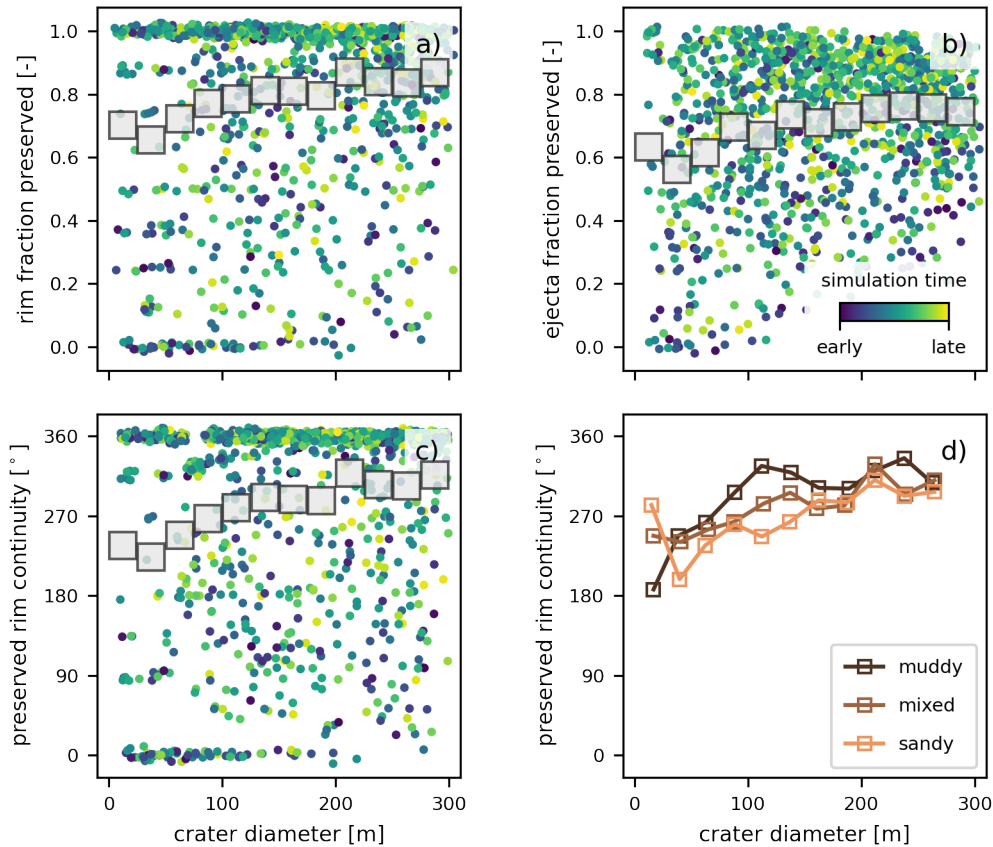 rim fraction preserved [-]
1.0
0.8
0.6
0.4
0.2
0.0
a)
ejecta fraction preserved [-]
1.0
0.8
0.6
0.4
0.2
0.0
b)
simulation time
early late
preserved rim continuity [°]
360
270
180
90
0
c)
0 100 200 300
crater diameter [m]
preserved rim continuity [°]
360
270
180
90
0
d)
muddy
mixed
sandy
0 100 200 300
crater diameter [m]